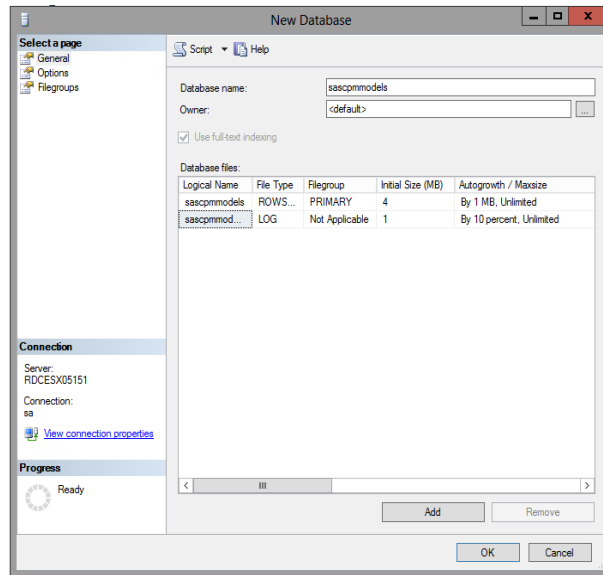 New Database
Select a page
General
Options
Filegroups
Script Help
Database name: sascpmmodels
Owner: <default> ...
Use full-text indexing
Database files:
Logical Name File Type Filegroup Initial Size (MB) Autogrowth / Maxsize
sascpmmodels ROWS... PRIMARY 4 By 1 MB, Unlimited
sascpmmod... LOG Not Applicable 1 By 10 percent, Unlimited
Connection
Server:
RDCESX05151
Connection:
sa
View connection properties
Progress
Ready
Add Remove
OK Cancel